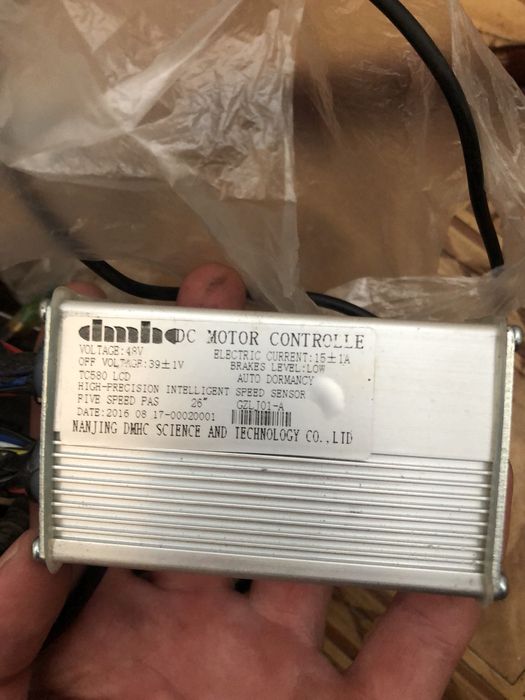 dmhc DC MOTOR CONTROLLE
VOLTAGE:48V ELECTRIC CURRENT:15±1A
OFF VOLTAGE:39±1V BRAKES LEVEL:LOW
TC580 LCD AUTO DORMANCY
HIGH-PRECISION INTELLIGENT SPEED SENSOR
FIVE SPEED PAS 26" GZLJ01-A
DATE:2016 08 17-00020001
NANJING DMHC SCIENCE AND TECHNOLOGY CO.,LTD